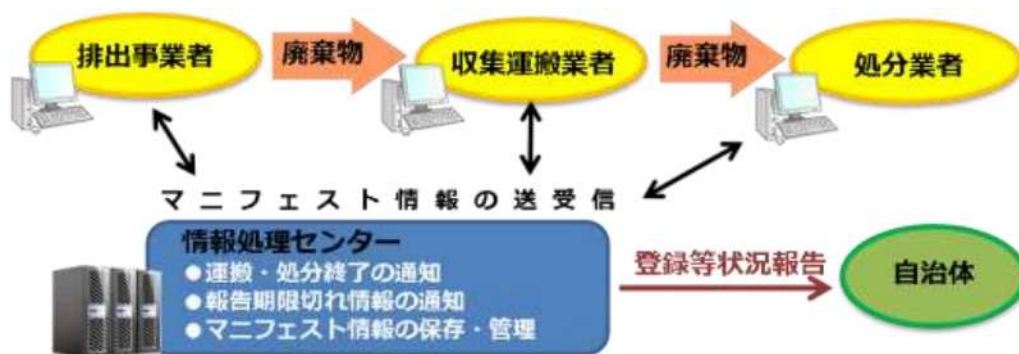 排出事業者
廃棄物
収集運搬業者
廃棄物
処分業者
マニフェスト情報の送受信
情報処理センター
●運搬・処分終了の通知
●報告期限切れ情報の通知
●マニフェスト情報の保存・管理
登録等状況報告
自治体